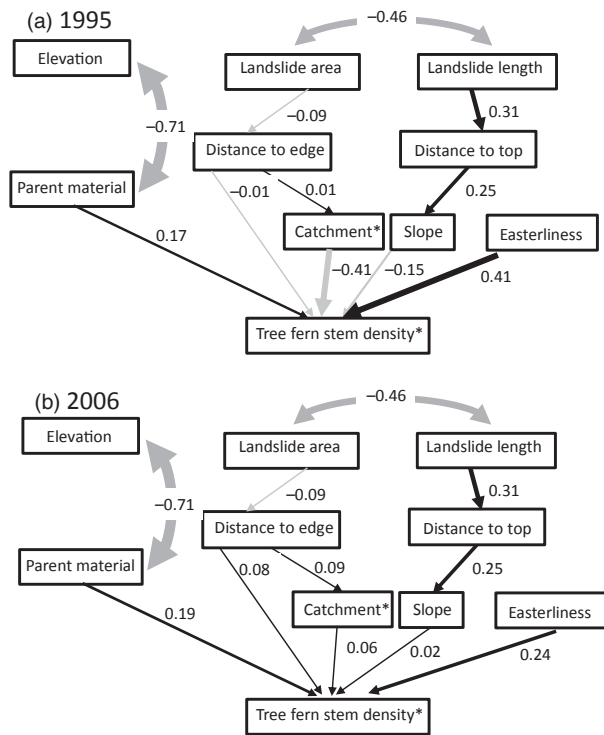 (a) 1995
−0.46
Elevation
Landslide area
Landslide length
−0.71
−0.09
0.31
Distance to edge
Distance to top
Parent material
−0.01
0.01
0.25
Catchment*
Slope
Easterliness
0.17
−0.41
−0.15
0.41
Tree fern stem density*
(b) 2006
−0.46
Elevation
Landslide area
Landslide length
−0.71
−0.09
0.31
Distance to edge
Distance to top
Parent material
0.08
0.09
0.25
Catchment*
Slope
Easterliness
0.19
0.06
0.02
0.24
Tree fern stem density*